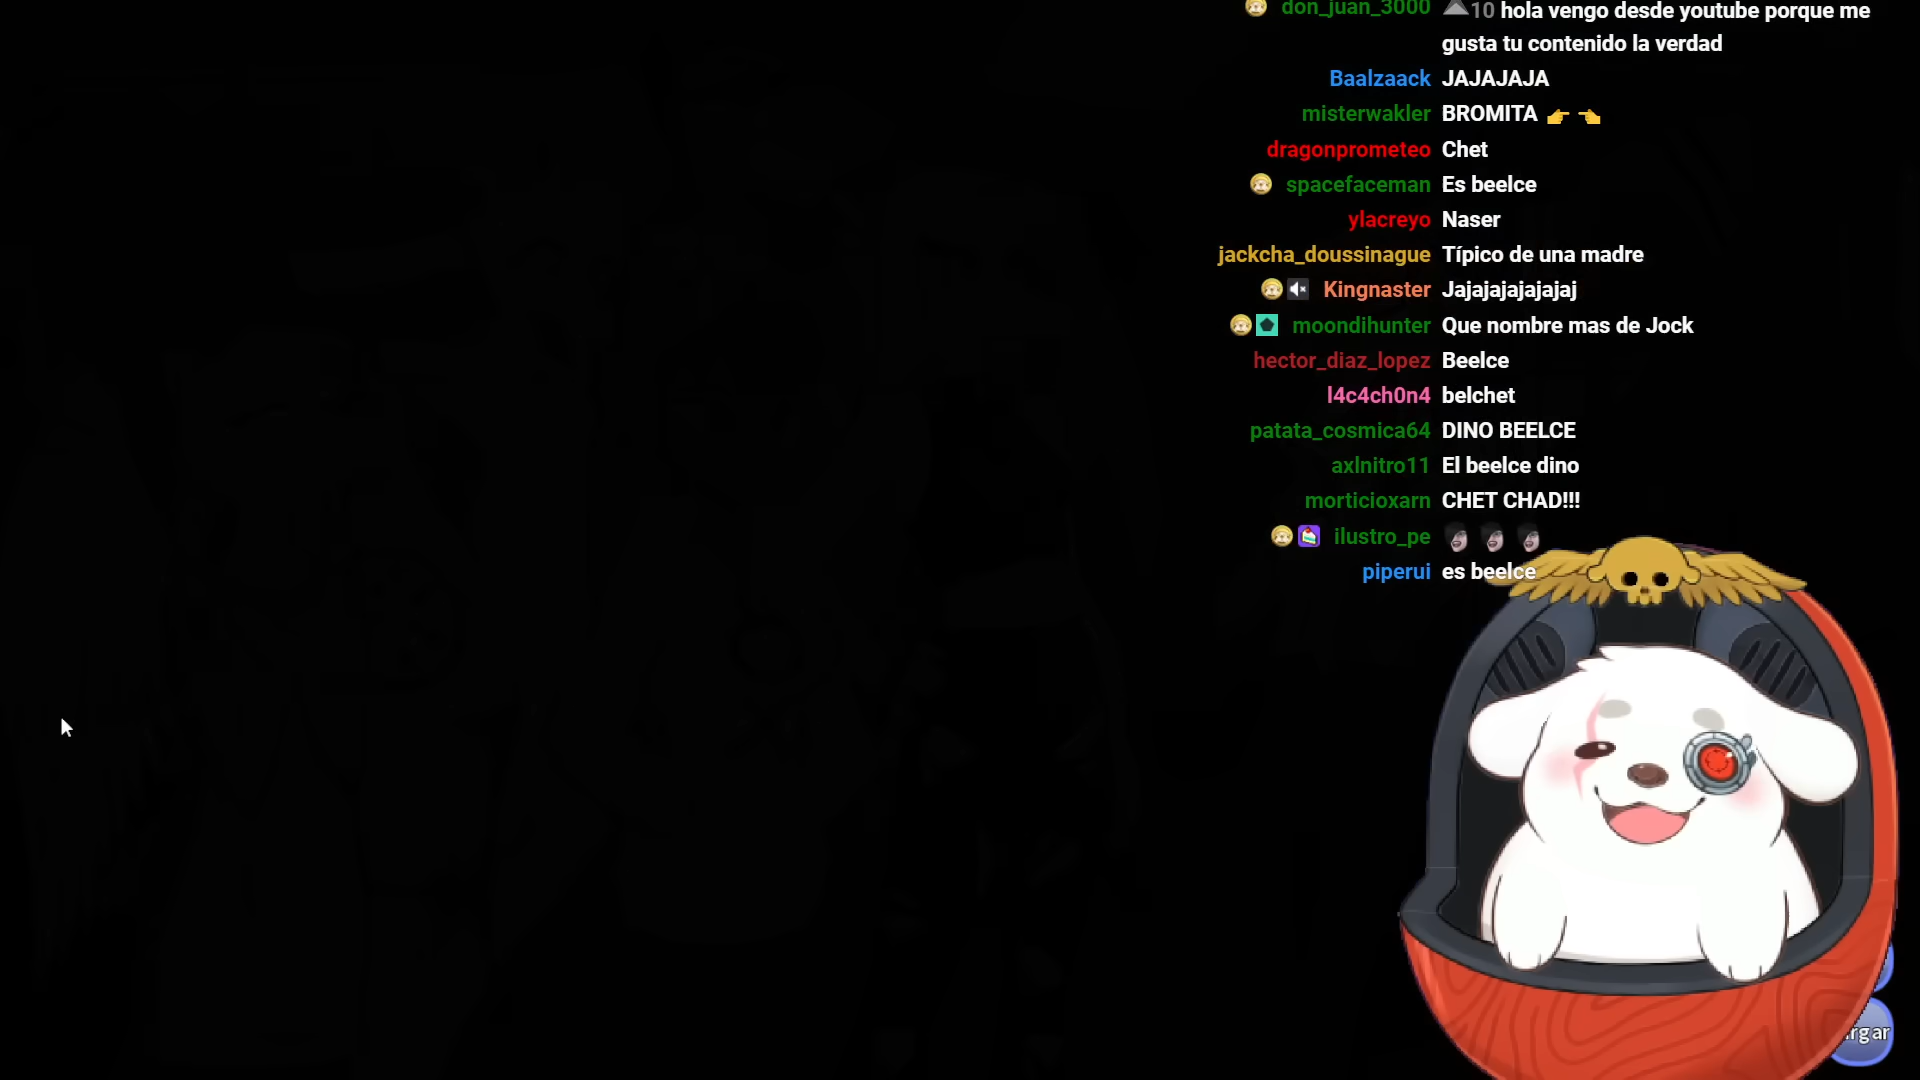 don_juan_3000 10 hola vengo desde youtube porque me
gusta tu contenido la verdad
Baalzaack JAJAJAJA
misterwakler BROMITA
dragonprometeo Chet
spacefaceman Es beelce
ylacreyo Naser
jackcha_doussinague Típico de una madre
Kingnaster Jajajajajajaj
moondihunter Que nombre mas de Jock
hector_diaz_lopez Beelce
l4c4ch0n4 belchet
patata_cosmica64 DINO BEELCE
axlnitro11 El beelce dino
morticioxarn CHET CHAD!!!
ilustro_pe
piperui es beelce